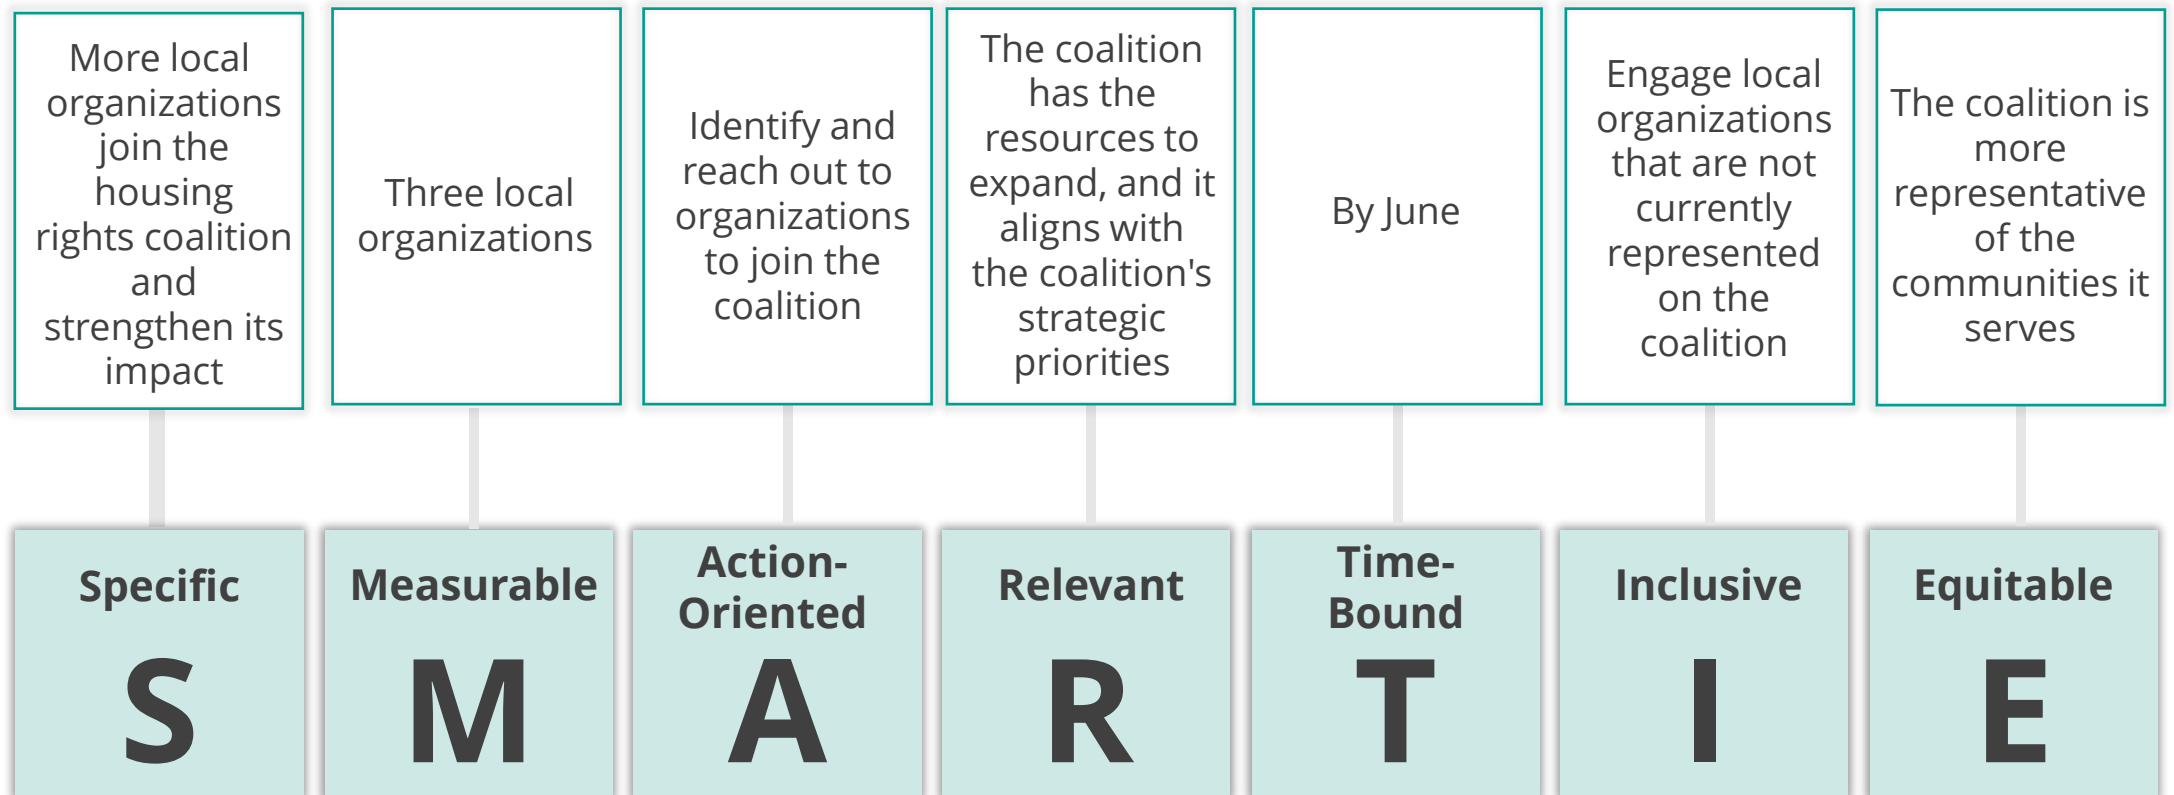 More local
organizations
join the
housing
rights coalition
and
strengthen its
impact
Three local
organizations
Identify and
reach out to
organizations
to join the
coalition
The coalition
has the
resources to
expand, and it
aligns with
the coalition's
strategic
priorities
By June
Engage local
organizations
that are not
currently
represented
on the
coalition
The coalition is
more
representative
of the
communities it
serves
Specific
S
Measurable
M
Action-
Oriented
A
Relevant
R
Time-
Bound
T
Inclusive
I
Equitable
E